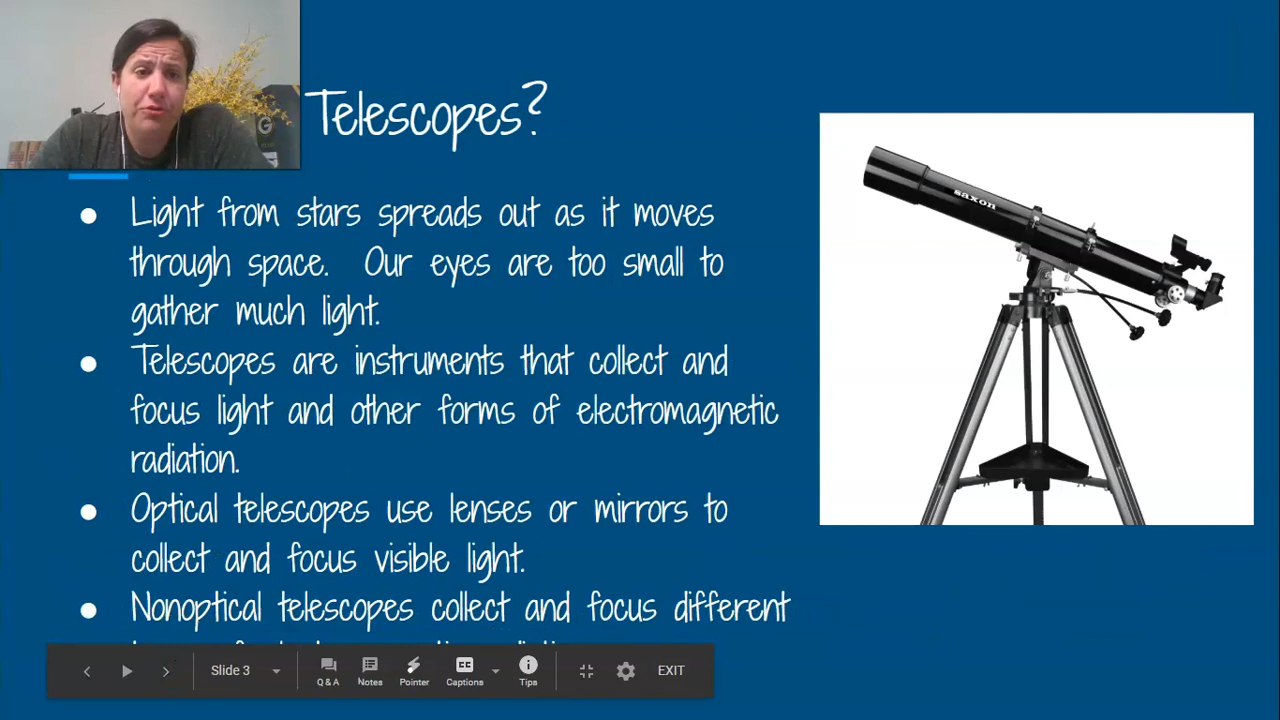 Telescopes?
Light from stars spreads out as it moves
through space. Our eyes are too small to
gather much light.
Telescopes are instruments that collect and
focus light and other forms of electromagnetic
radiation.
Optical telescopes use lenses or mirrors to
collect and focus visible light.
Nonoptical telescopes collect and focus different
saxon
G
Slide 3
Q & A
Notes
Pointer
CC
Captions
Tips
EXIT